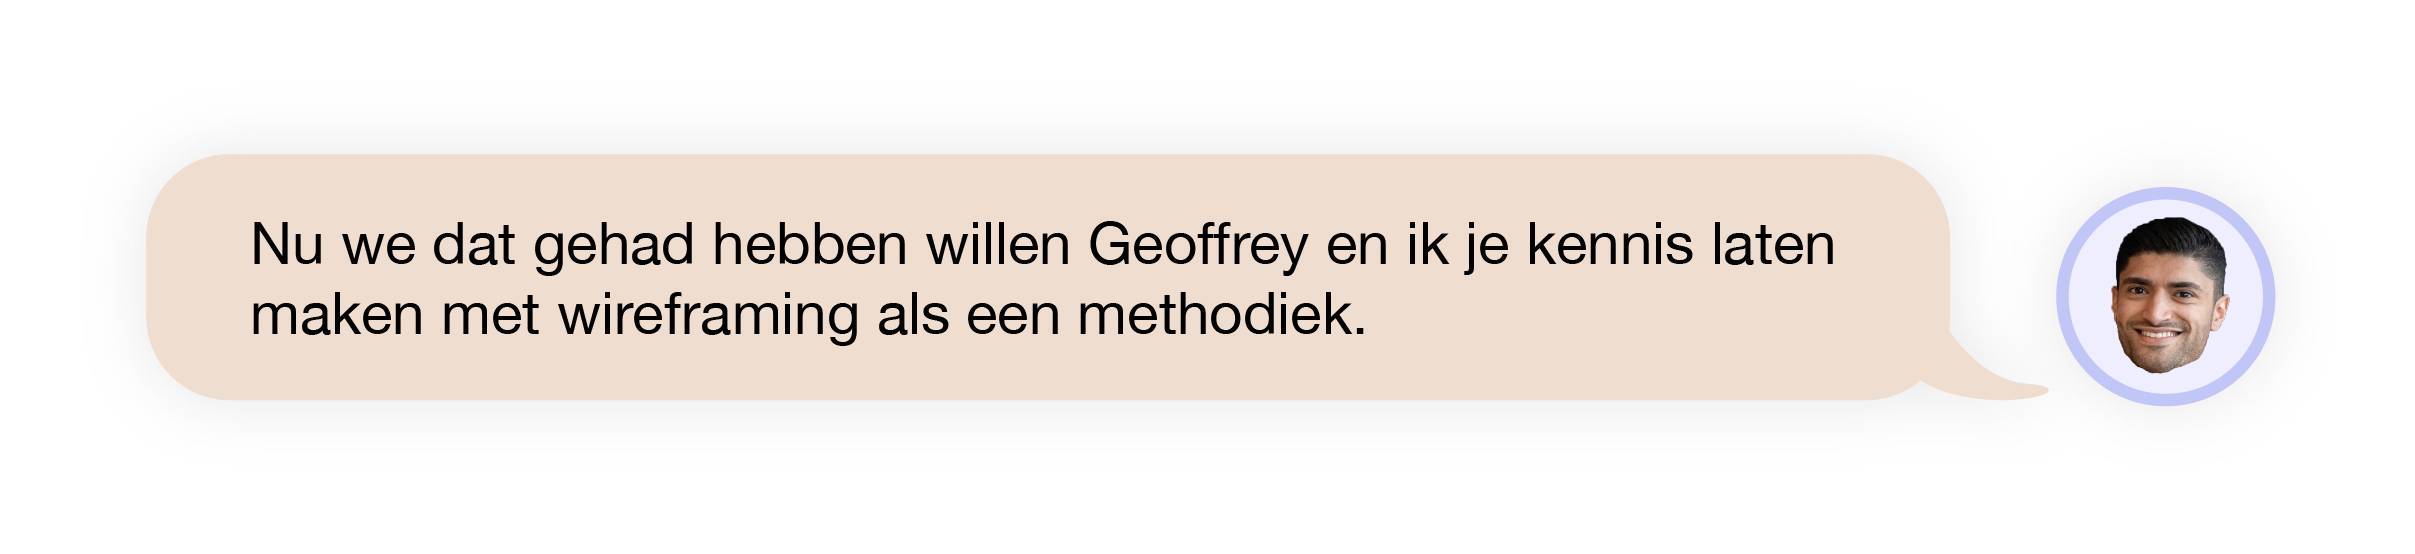 Nu we dat gehad hebben willen Geoffrey en ik je kennis laten
maken met wireframing als een methodiek.